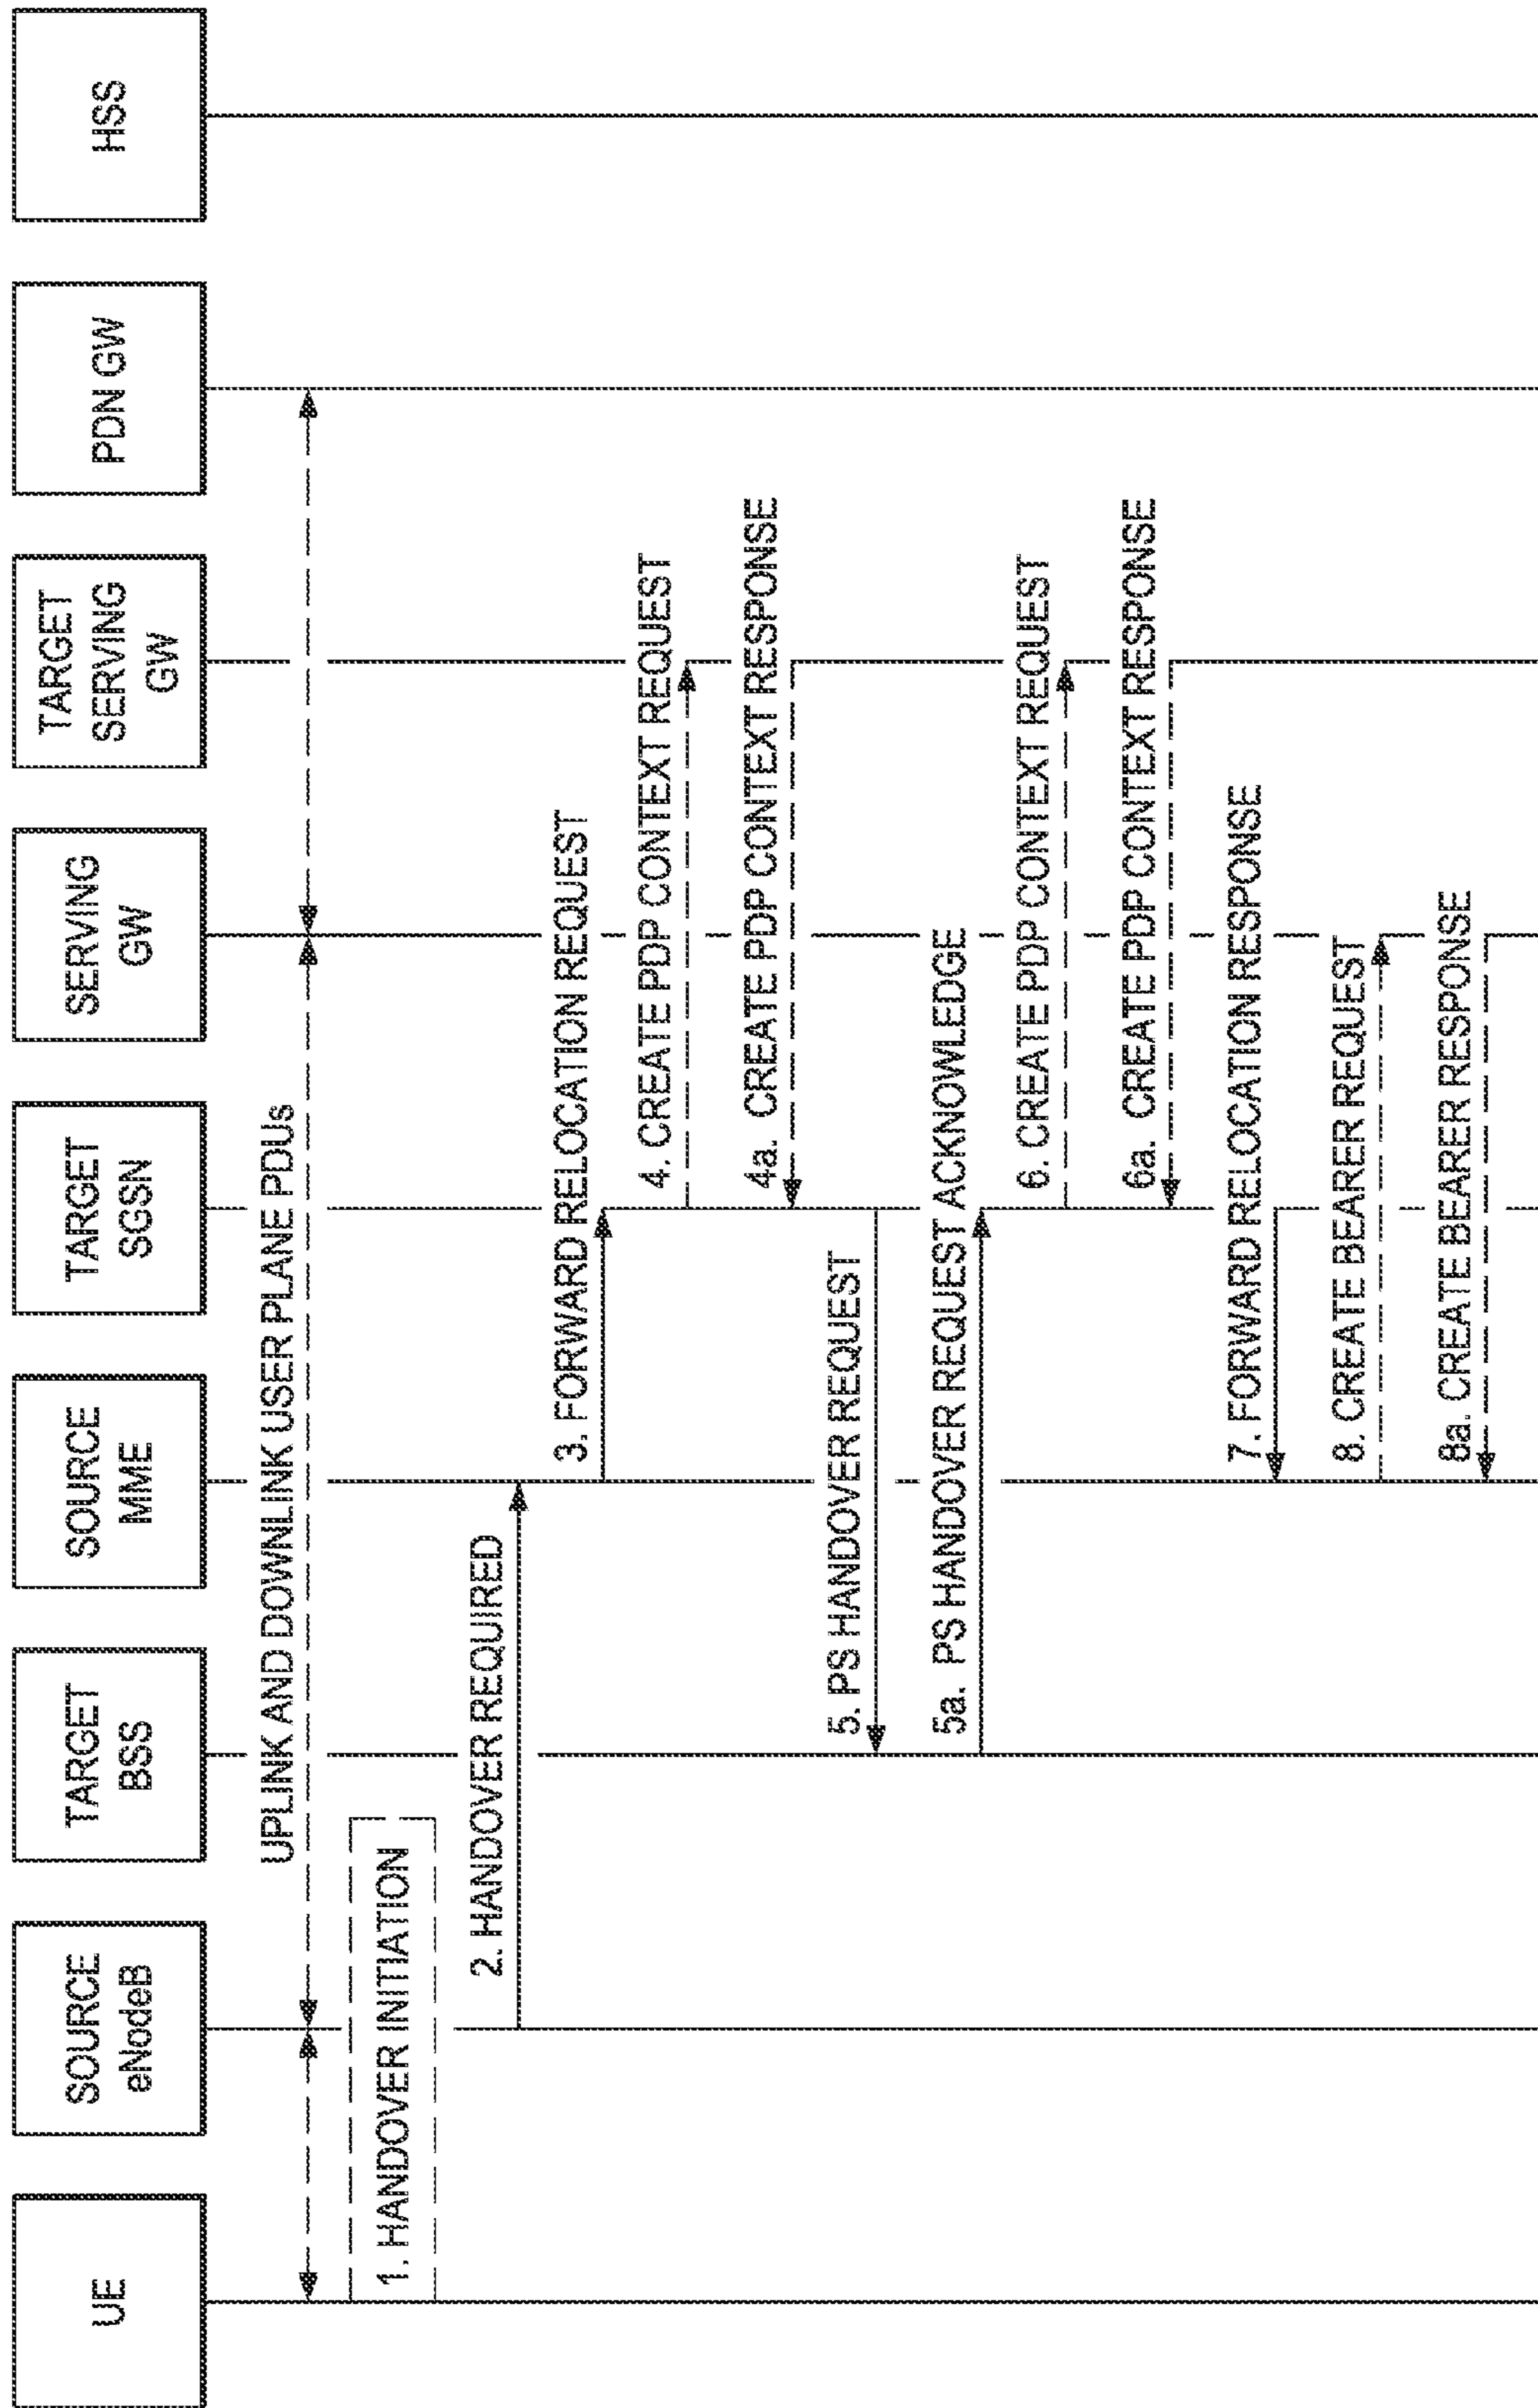 UE
SOURCE
eNodeB
TARGET
BSS
SOURCE
MME
TARGET
SGSN
SERVING
GW
TARGET
SERVING
GW
PDN GW
HSS
UPLINK AND DOWNLINK USER PLANE PDUs
1. HANDOVER INITIATION
2. HANDOVER REQUIRED
3. FORWARD RELOCATION REQUEST
4. CREATE PDP CONTEXT REQUEST
4a. CREATE PDP CONTEXT RESPONSE
5. PS HANDOVER REQUEST
5a. PS HANDOVER REQUEST ACKNOWLEDGE
6. CREATE PDP CONTEXT REQUEST
6a. CREATE PDP CONTEXT RESPONSE
7. FORWARD RELOCATION RESPONSE
8. CREATE BEARER REQUEST
8a. CREATE BEARER RESPONSE